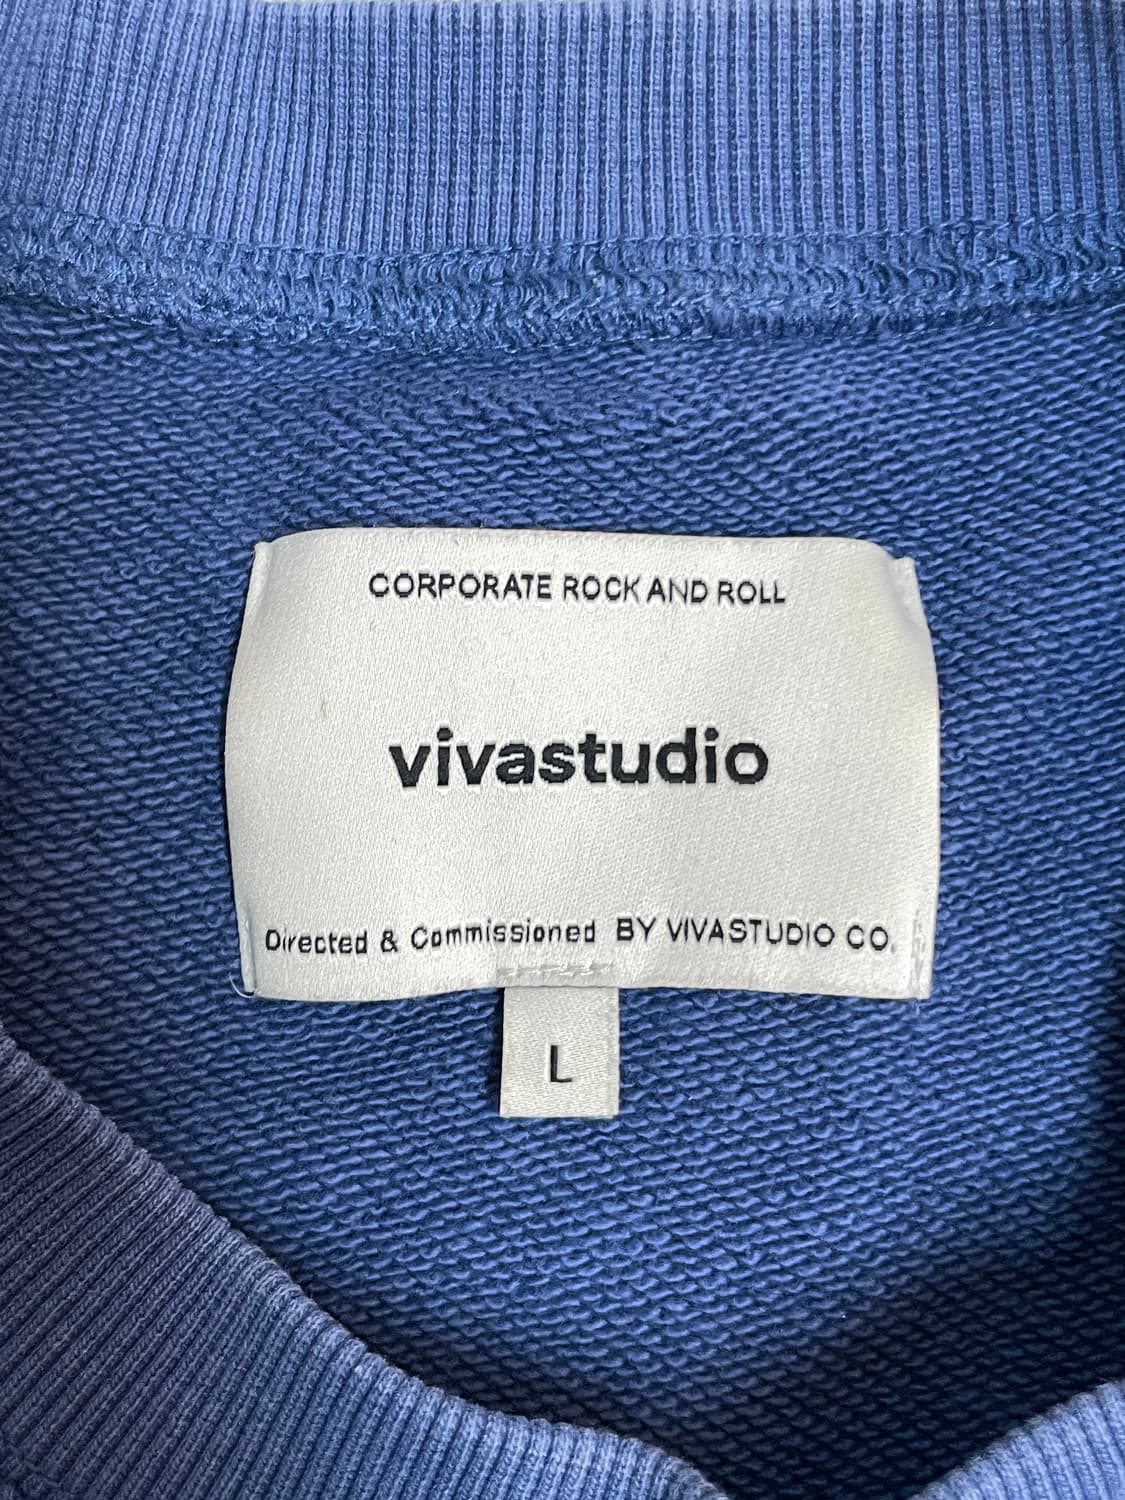 CORPORATE ROCK AND ROLL
vivastudio
Directed & Commissioned BY VIVASTUDIO CO.
L